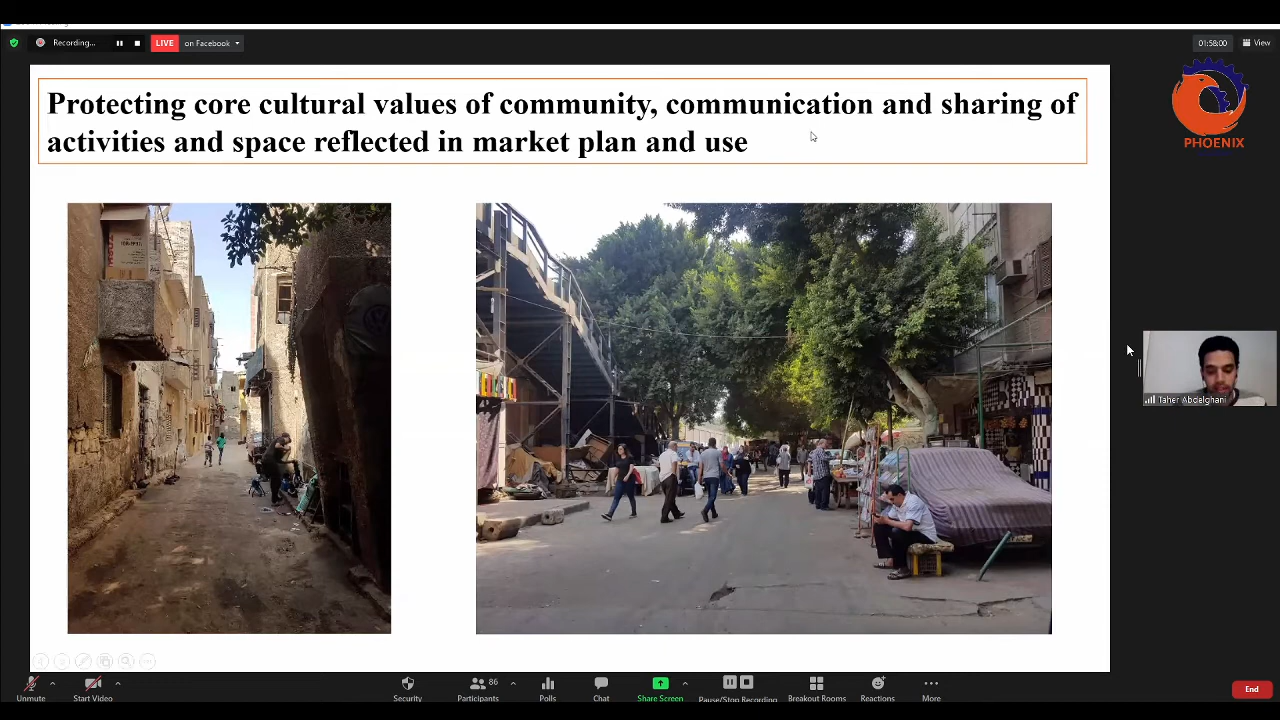 Recording...
LIVE on Facebook
01:58:00
View
Protecting core cultural values of community, communication and sharing of
activities and space reflected in market plan and use
PHOENIX
Taher Abdelghani
Unmute
Start Video
Security
86
Participants
Polls
Chat
Share Screen
Pause/Stop Recording
Breakout Rooms
Reactions
More
End